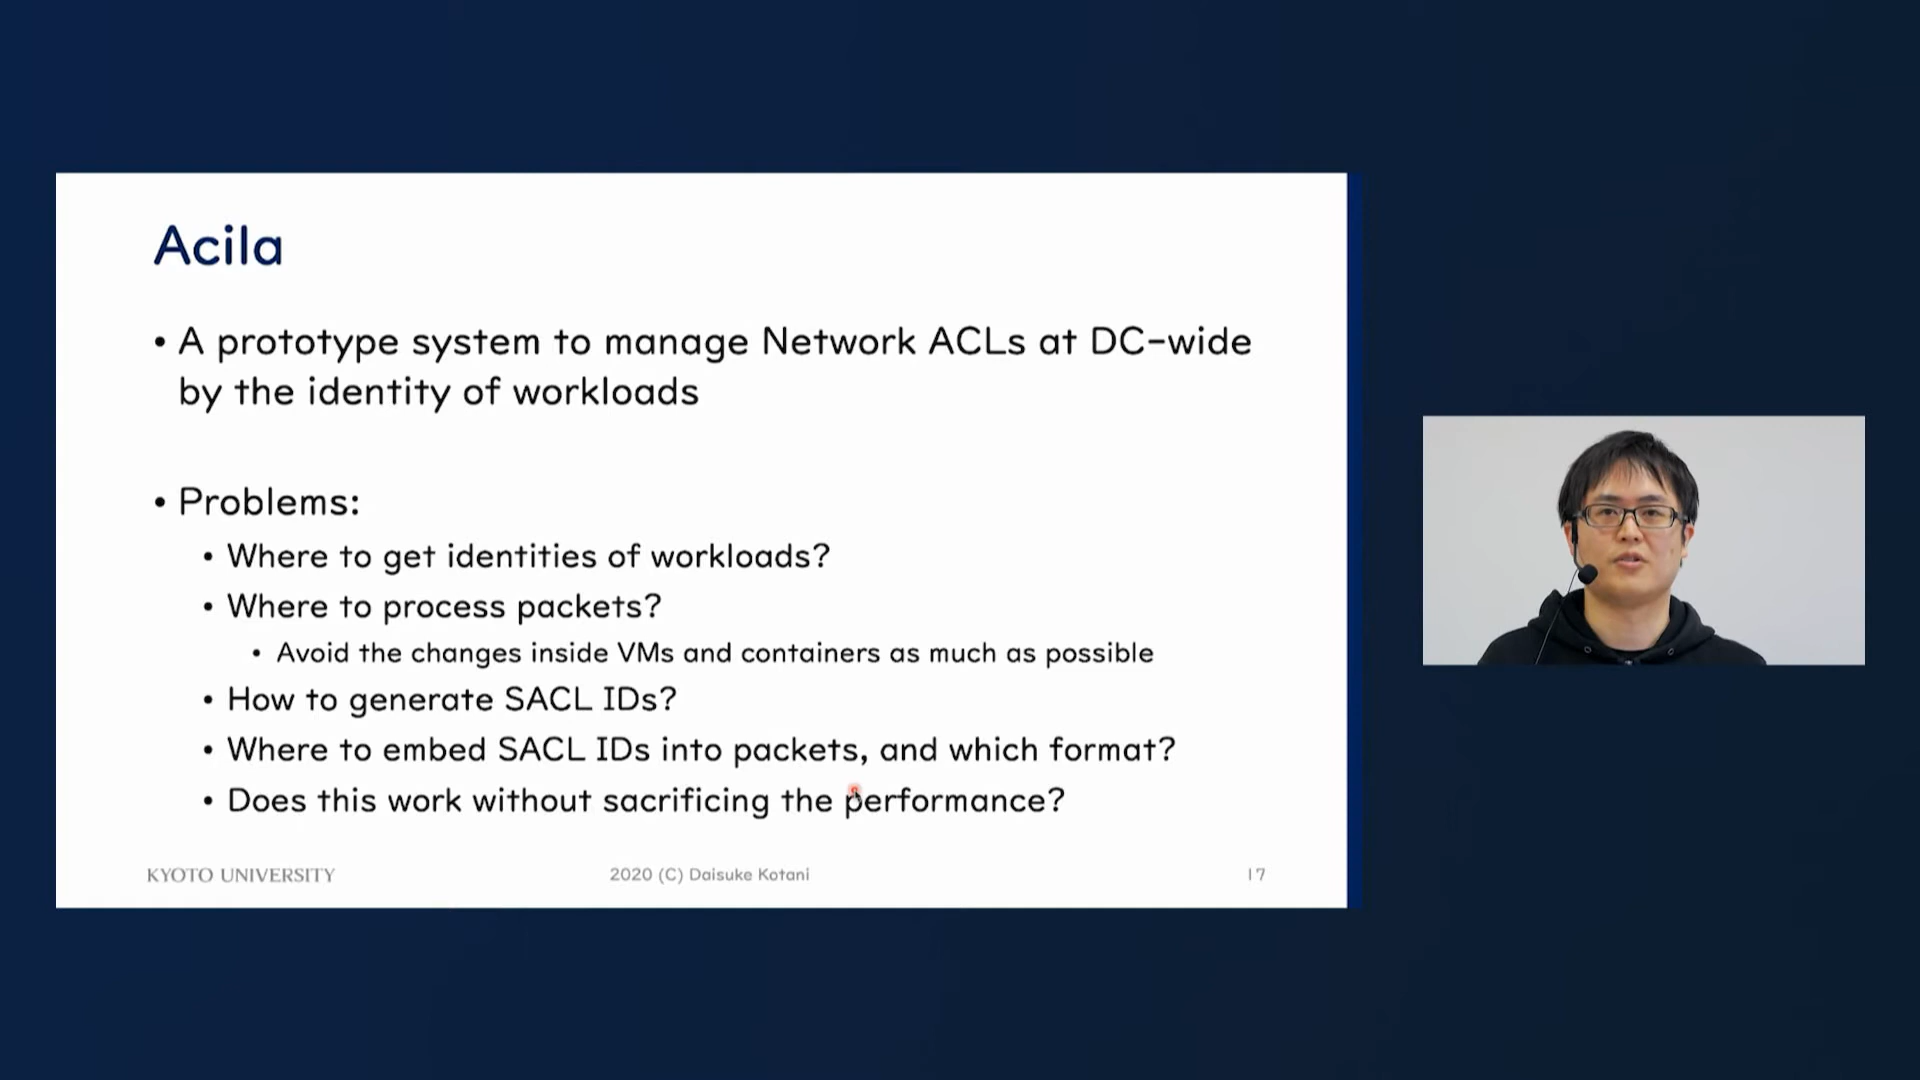 Acila
• A prototype system to manage Network ACLs at DC-wide
by the identity of workloads
• Problems:
• Where to get identities of workloads?
• Where to process packets?
• Avoid the changes inside VMs and containers as much as possible
• How to generate SACL IDs?
• Where to embed SACL IDs into packets, and which format?
• Does this work without sacrificing the performance?
KYOTO UNIVERSITY
2020 (C) Daisuke Kotani
17